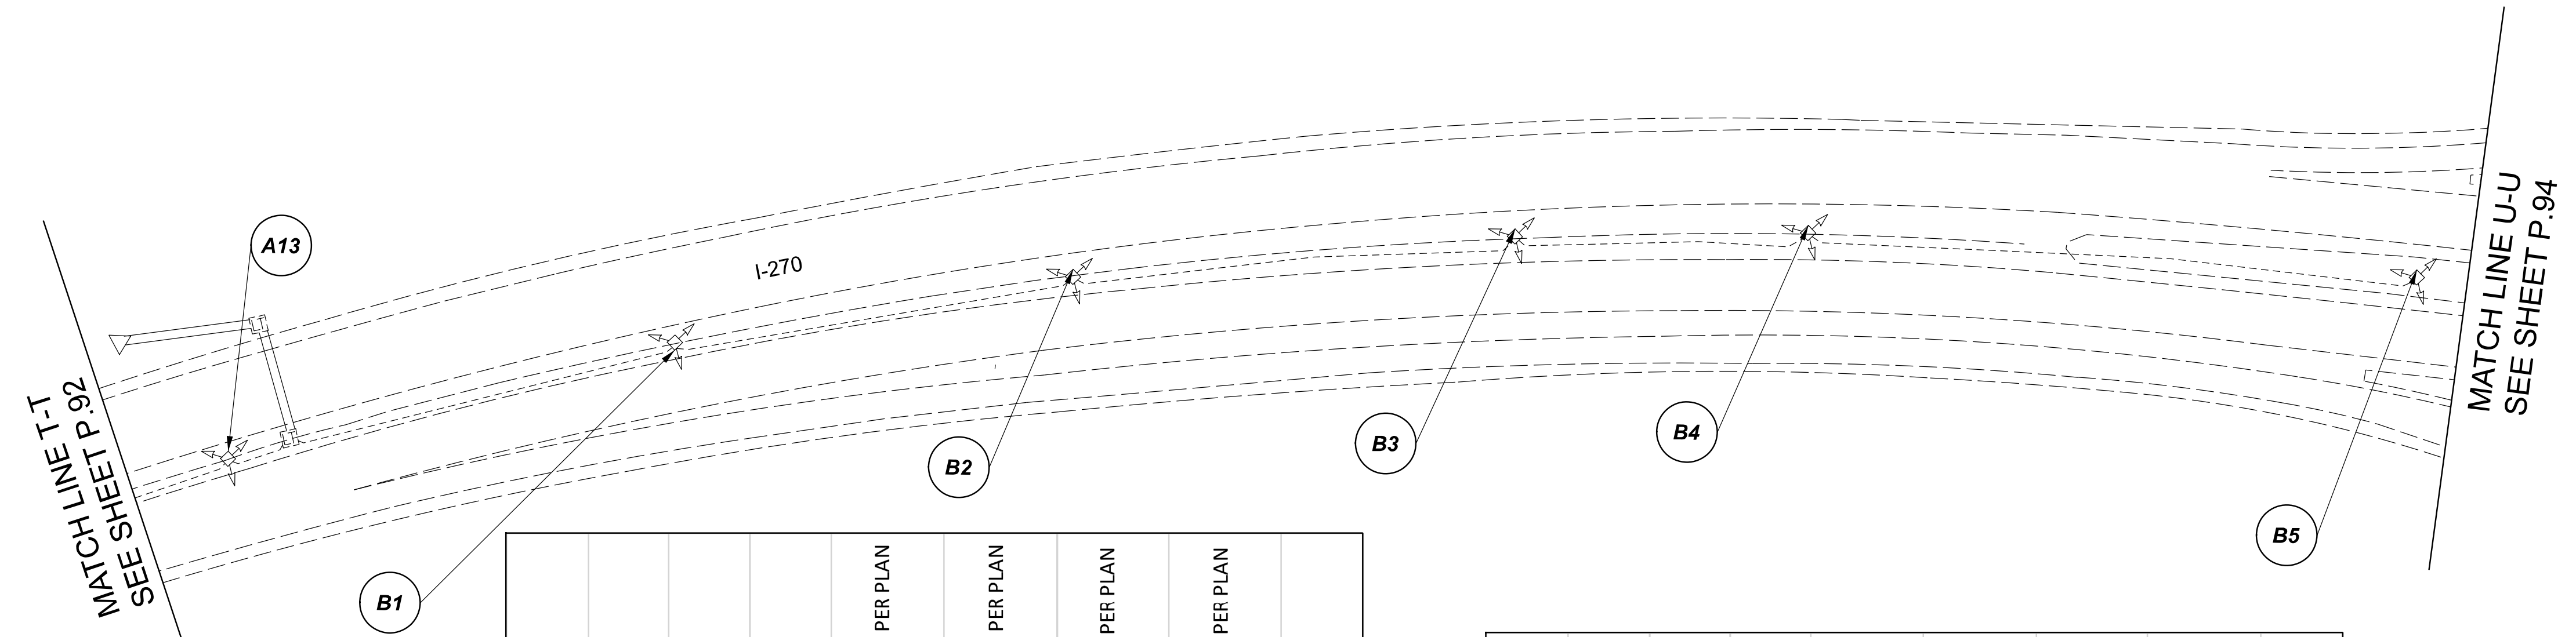 MATCH LINE T-T
SEE SHEET P.92
A13
I-270
B1
B2
B3
B4
B5
MATCH LINE U-U
SEE SHEET P.94
PER PLAN
PER PLAN
PER PLAN
PER PLAN